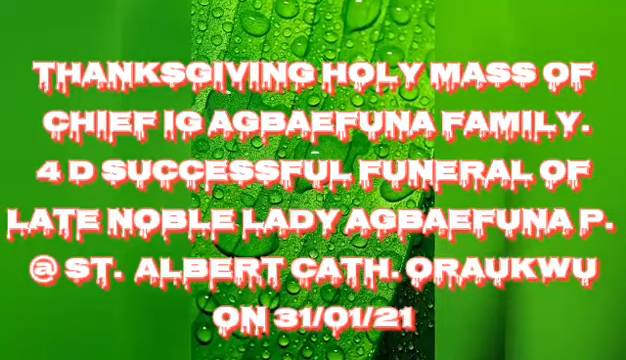 THANKSGIVING HOLY MASS OF
CHIEF IG AGBAEFUNA FAMILY.
4 D SUCCESSFUL FUNERAL OF
LATE NOBLE LADY AGBAEFUNA P.
@ ST. ALBERT CATH. ORAUKWU
ON 31/01/21